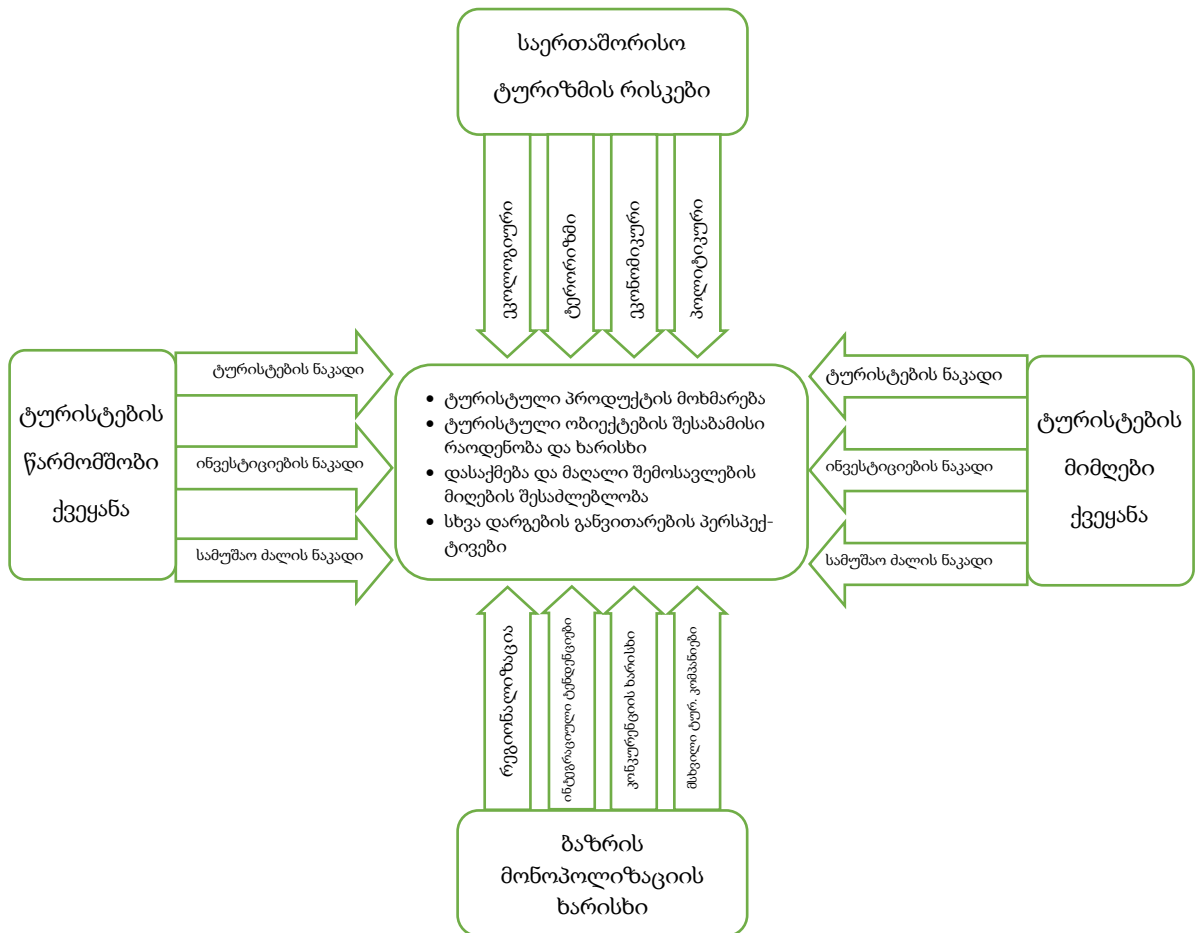 საერთაშორისო
ტურიზმის რისკები
ეკოლოგიური
ტერორიზმი
ეკონომიკური
პოლიტიკური
ტურისტების
წარმომშობი
ქვეყანა
ტურისტების ნაკადი
ინვესტიციების ნაკადი
სამუშაო ძალის ნაკადი
• ტურისტული პროდუქტის მოხმარება
• ტურისტული ობიექტების შესაბამისი
რაოდენობა და ხარისხი
• დასაქმება და მაღალი შემოსავლების
მიღების შესაძლებლობა
• სხვა დარგების განვითარების პერსპექ-
ტივები
ტურისტების ნაკადი
ინვესტიციების ნაკადი
სამუშაო ძალის ნაკადი
ტურისტების
მიმღები
ქვეყანა
რეგიონალიზაცია
ინტეგრაციული ტენდენციები
კონკურენციის ხარისხი
მსხვილი ტურ. კომპანიები
ბაზრის
მონოპოლიზაციის
ხარისხი